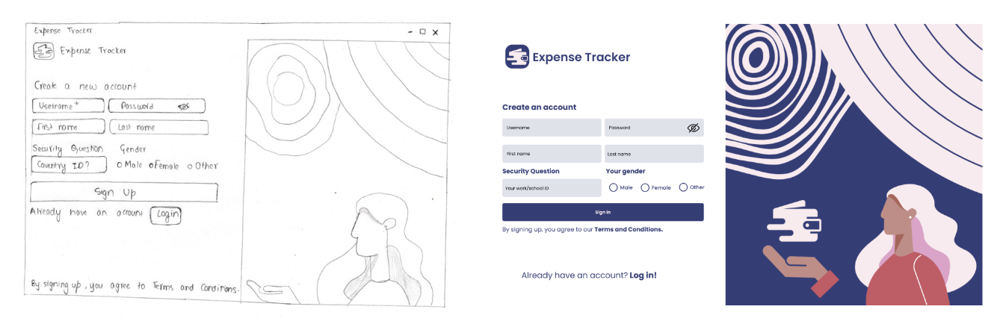 Expense Tracker
Expense Tracker
Create a new account
Username* Password
First name Last name
Security Question Gender
Coventry ID? Male Female Other
Sign Up
Already have an account Login
By signing up, you agree to Terms and Conditions.
Expense Tracker
Create an account
Username Password
First name Last name
Security Question Your gender
Your work/school ID Male Female Other
Sign In
By signing up, you agree to our Terms and Conditions.
Already have an account? Log in!